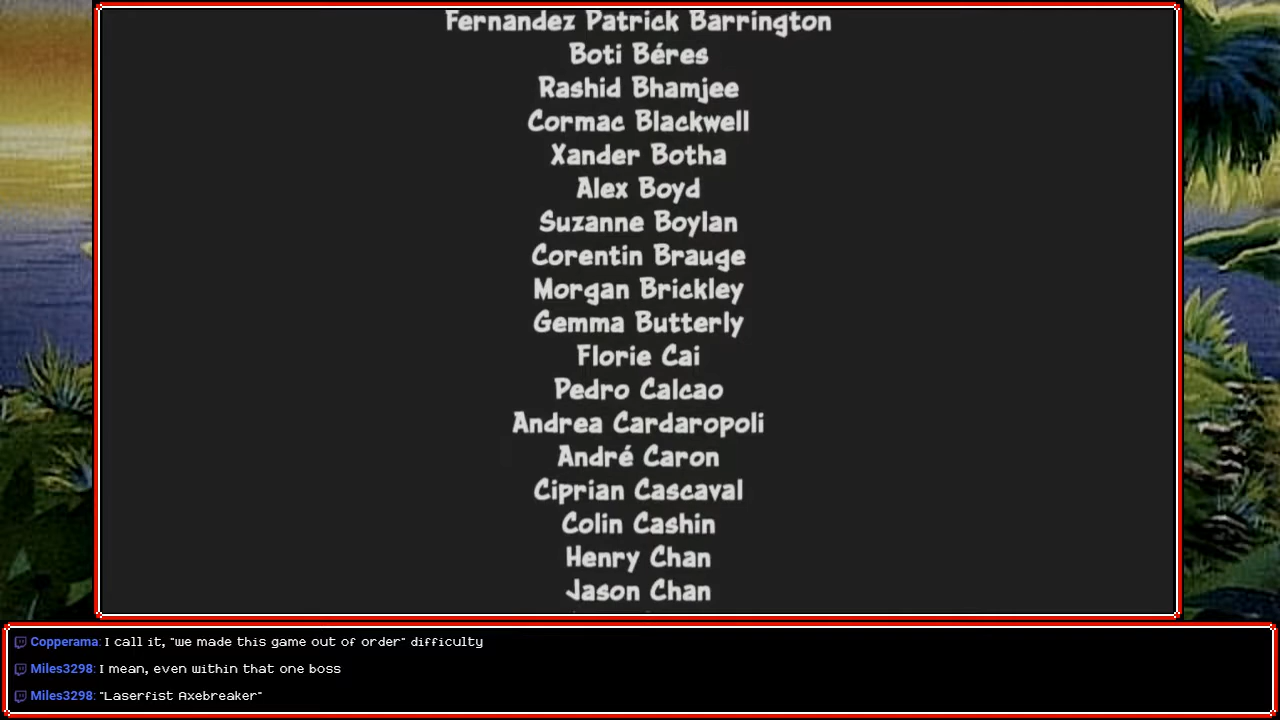 Fernandez Patrick Barrington
Boti Béres
Rashid Bhamjee
Cormac Blackwell
Xander Botha
Alex Boyd
Suzanne Boylan
Corentin Brauge
Morgan Brickley
Gemma Butterly
Florie Cai
Pedro Calcao
Andrea Cardaropoli
André Caron
Ciprian Cascaval
Colin Cashin
Henry Chan
Jason Chan
Copperama: I call it, "we made this game out of order" difficulty
Miles3298: I mean, even within that one boss
Miles3298: "Laserfist Axebreaker"